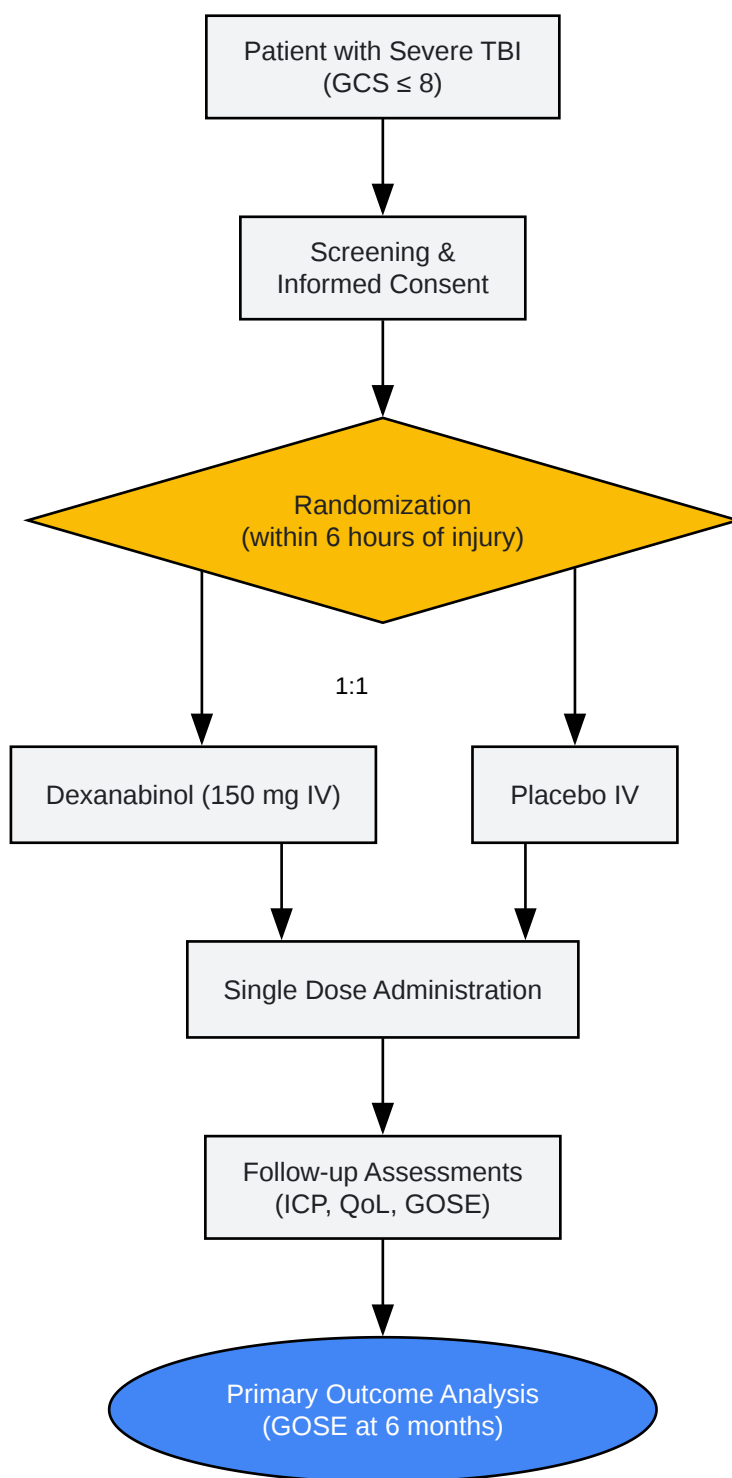 Patient with Severe TBI
(GCS ≤ 8)
Screening &
Informed Consent
Randomization
(within 6 hours of injury)
1:1
Dexanabinol (150 mg IV)
Placebo IV
Single Dose Administration
Follow-up Assessments
(ICP, QoL, GOSE)
Primary Outcome Analysis
(GOSE at 6 months)